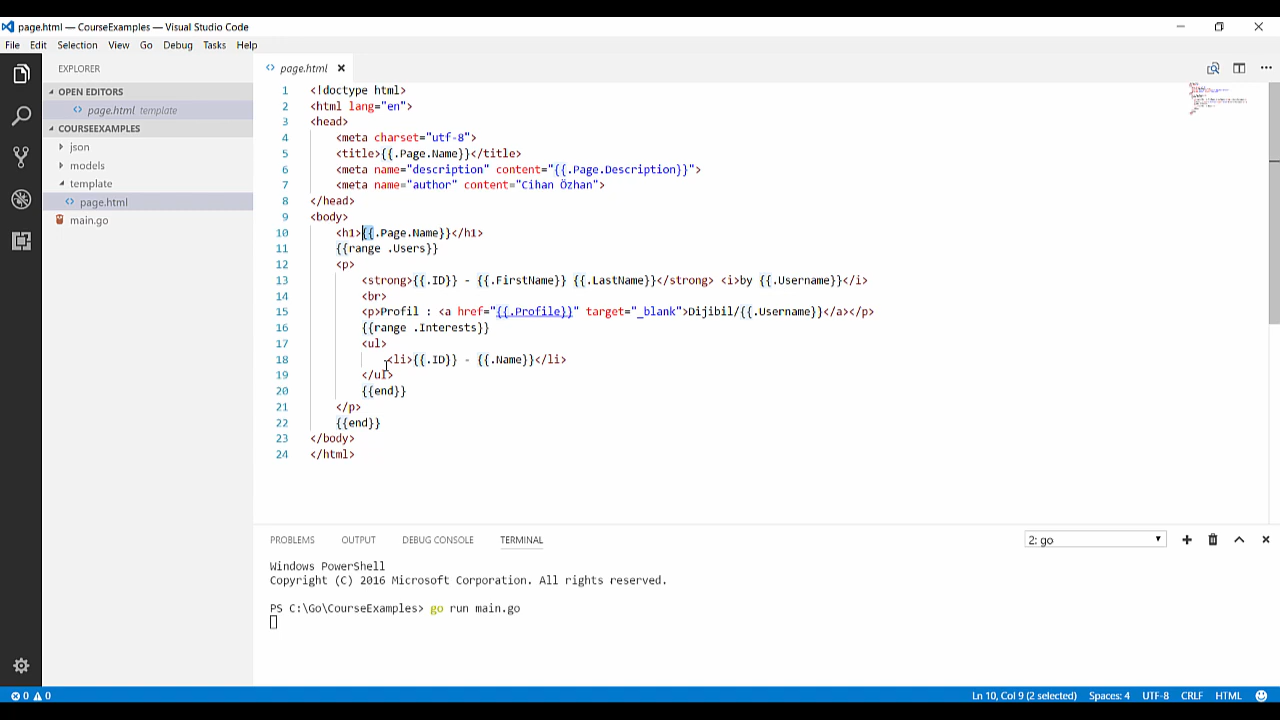 page.html — CourseExamples — Visual Studio Code
File Edit Selection View Go Debug Tasks Help
EXPLORER
OPEN EDITORS
page.html template
COURSEEXAMPLES
json
models
template
page.html
main.go
page.html
1 <!doctype html>
2 <html lang="en">
3 <head>
4 <meta charset="utf-8">
5 <title>{{.Page.Name}}</title>
6 <meta name="description" content="{{.Page.Description}}">
7 <meta name="author" content="Cihan Özhan">
8 </head>
9 <body>
10 <h1>{{.Page.Name}}</h1>
11 {{range .Users}}
12 <p>
13 <strong>{{.ID}} - {{.FirstName}} {{.LastName}}</strong> <i>by {{.Username}}</i>
14 <br>
15 <p>Profil : <a href="{{.Profile}}" target="_blank">Dijibil/{{.Username}}</a></p>
16 {{range .Interests}}
17 <ul>
18 <li>{{.ID}} - {{.Name}}</li>
19 </ul>
20 {{end}}
21 </p>
22 {{end}}
23 </body>
24 </html>
PROBLEMS OUTPUT DEBUG CONSOLE TERMINAL
2: go
Windows PowerShell
Copyright (C) 2016 Microsoft Corporation. All rights reserved.
PS C:\Go\CourseExamples> go run main.go
0 0
Ln 10, Col 9 (2 selected) Spaces: 4 UTF-8 CRLF HTML